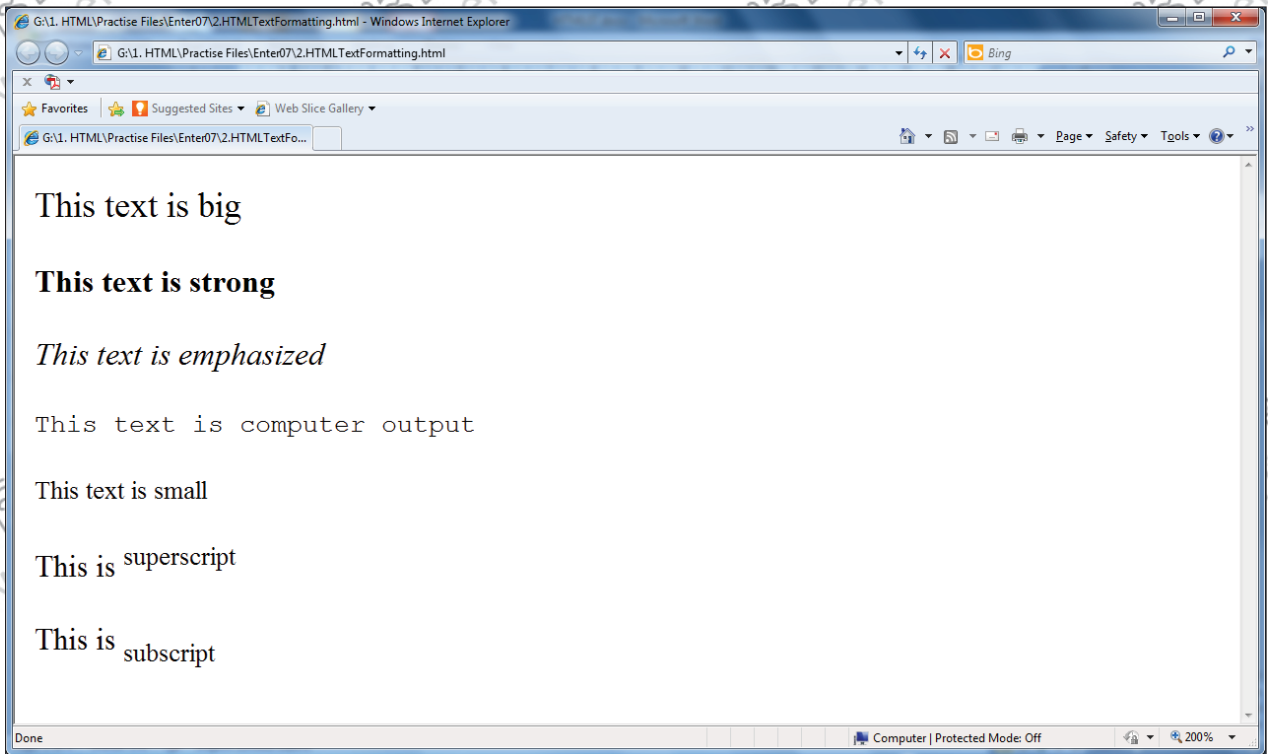 G:\1. HTML\Practise Files\Enter07\2.HTMLTextFormatting.html - Windows Internet Explorer
G:\1. HTML\Practise Files\Enter07\2.HTMLTextFormatting.html Bing
x
Favorites Suggested Sites Web Slice Gallery
G:\1. HTML\Practise Files\Enter07\2.HTMLTextFo... Page Safety Tools
This text is big
This text is strong
This text is emphasized
This text is computer output
This text is small
This is superscript
This is subscript
Done Computer | Protected Mode: Off 200%